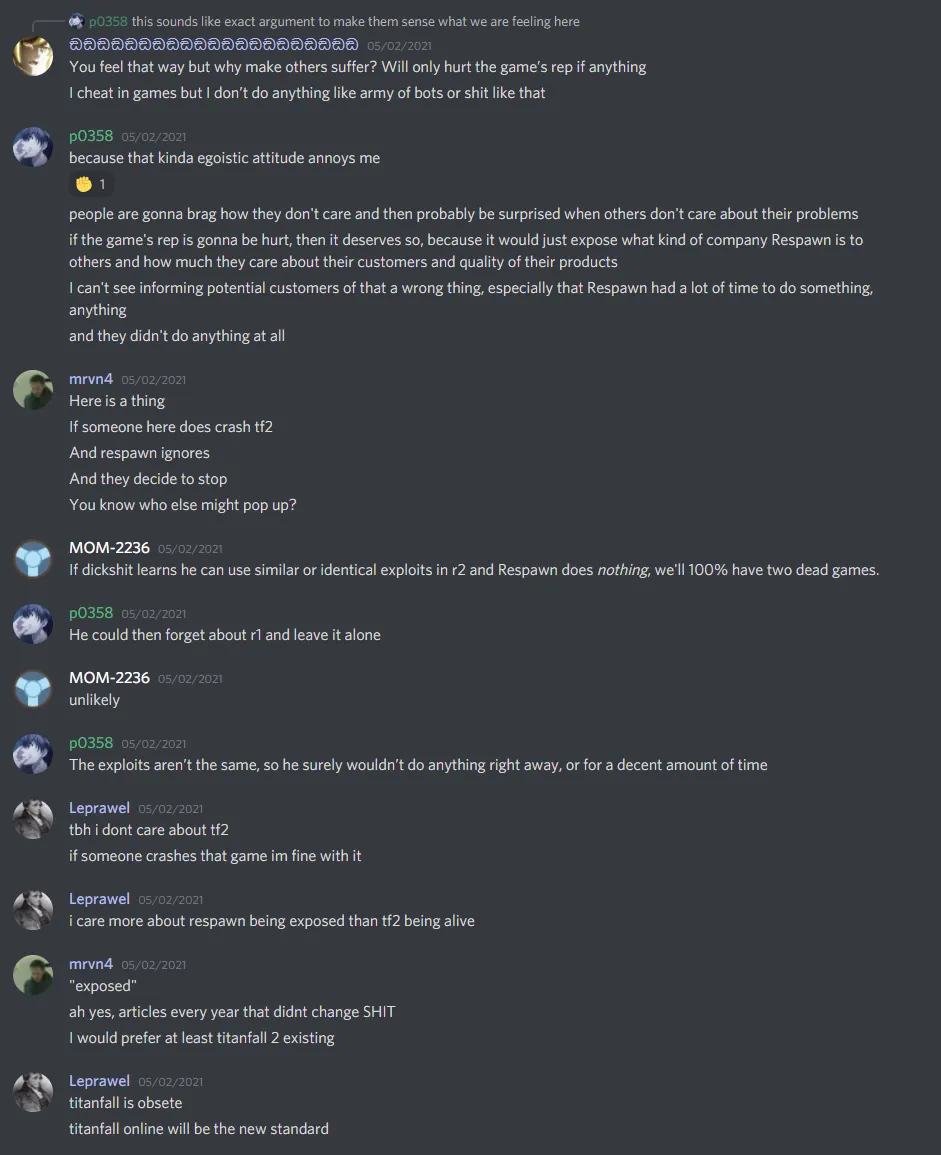 p0358 this sounds like exact argument to make them sense what we are feeling here
05/02/2021
You feel that way but why make others suffer? Will only hurt the game's rep if anything
I cheat in games but I don't do anything like army of bots or shit like that
p0358 05/02/2021
because that kinda egoistic attitude annoys me
✊ 1
people are gonna brag how they don't care and then probably be surprised when others don't care about their problems
if the game's rep is gonna be hurt, then it deserves so, because it would just expose what kind of company Respawn is to
others and how much they care about their customers and quality of their products
I can't see informing potential customers of that a wrong thing, especially that Respawn had a lot of time to do something,
anything
and they didn't do anything at all
mrvn4 05/02/2021
Here is a thing
If someone here does crash tf2
And respawn ignores
And they decide to stop
You know who else might pop up?
MOM-2236 05/02/2021
If dickshit learns he can use similar or identical exploits in r2 and Respawn does nothing, we'll 100% have two dead games.
p0358 05/02/2021
He could then forget about r1 and leave it alone
MOM-2236 05/02/2021
unlikely
p0358 05/02/2021
The exploits aren't the same, so he surely wouldn't do anything right away, or for a decent amount of time
Leprawel 05/02/2021
tbh i dont care about tf2
if someone crashes that game im fine with it
Leprawel 05/02/2021
i care more about respawn being exposed than tf2 being alive
mrvn4 05/02/2021
"exposed"
ah yes, articles every year that didnt change SHIT
I would prefer at least titanfall 2 existing
Leprawel 05/02/2021
titanfall is obsete
titanfall online will be the new standard